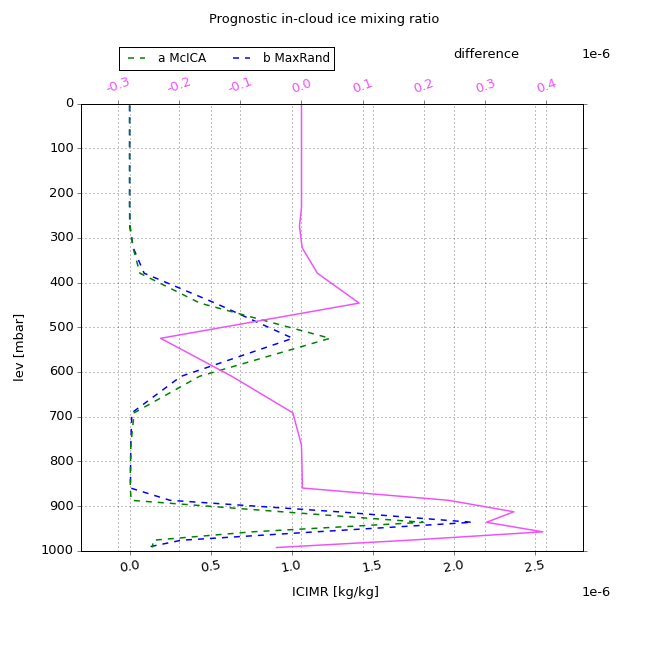 Prognostic in-cloud ice mixing ratio
a McICA b MaxRand
difference 1e-6
-0.3 -0.2 -0.1 0.0 0.1 0.2 0.3 0.4
0
100
200
300
400
500
600
700
800
900
1000
lev [mbar]
0.0 0.5 1.0 1.5 2.0 2.5
ICIMR [kg/kg] 1e-6